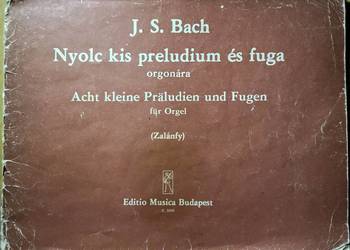 J. S. Bach
Nyolc kis preludium és fuga
orgonára
Acht kleine Präludien und Fugen
für Orgel
(Zalánfy)
Editio Musica Budapest